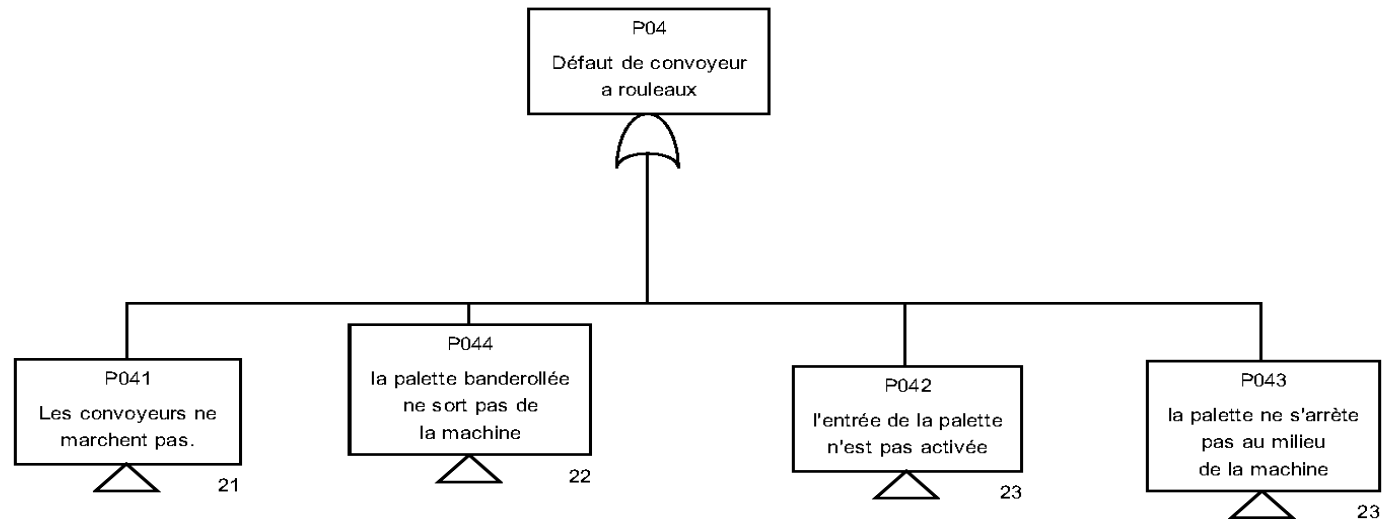 P04
Défaut de convoyeur
a rouleaux
P041
Les convoyeurs ne
marchent pas.
21
P044
la palette banderollée
ne sort pas de
la machine
22
P042
l'entrée de la palette
n'est pas activée
23
P043
la palette ne s'arrète
pas au milieu
de la machine
23